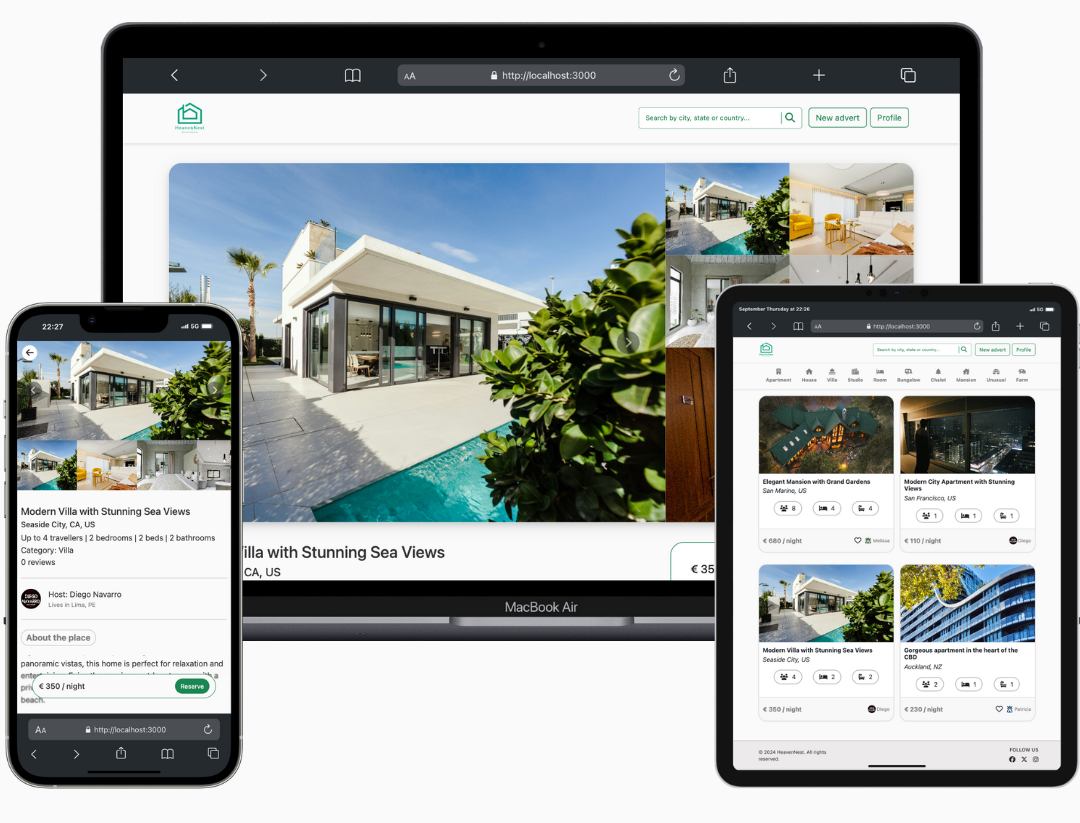 AA
http://localhost:3000
HeavenNest
Search by city, state or country...
New advert
Profile
illa with Stunning Sea Views
CA, US
€ 35
MacBook Air
22:27
5G
Modern Villa with Stunning Sea Views
Seaside City, CA, US
Up to 4 travellers | 2 bedrooms | 2 beds | 2 bathrooms
Category: Villa
0 reviews
DIEGO
NAVARRO
Host: Diego Navarro
Lives in Lima, PE
About the place
panoramic vistas, this home is perfect for relaxation and
€ 350 / night
Reserve
beach.
AA
http://localhost:3000
September Thursday at 22:26
5G
AA
http://localhost:3000
Search by city, state or country...
New advert
Profile
Apartment
House
Villa
Studio
Room
Bungalow
Chalet
Mansion
Unusual
Farm
Elegant Mansion with Grand Gardens
San Marino, US
8
4
4
€ 680 / night
Melissa
Modern City Apartment with Stunning
Views
San Francisco, US
1
1
1
€ 110 / night
Diego
Modern Villa with Stunning Sea Views
Seaside City, US
4
2
2
€ 350 / night
Diego
Gorgeous apartment in the heart of the
CBD
Auckland, NZ
2
1
1
€ 230 / night
Patricia
© 2024 HeavenNest. All rights
reserved.
FOLLOW US